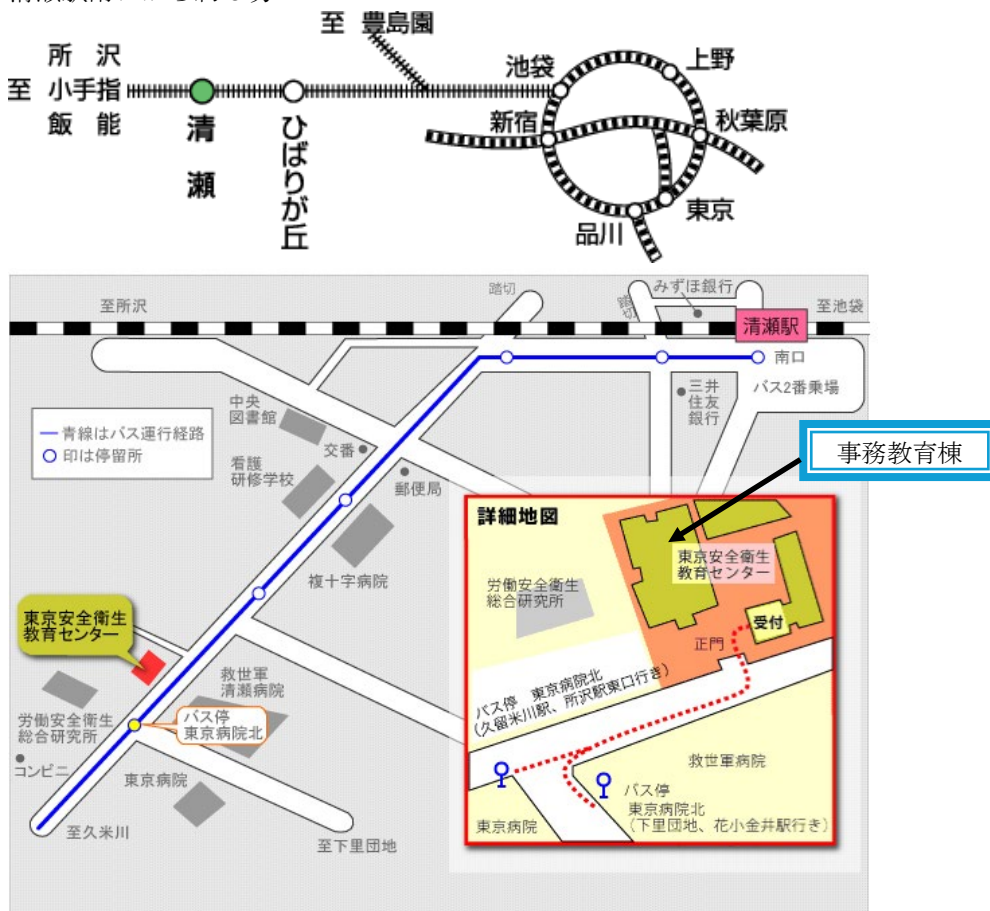 至 豊島園
所 沢
至 小手指
飯 能
清瀬
ひばりが丘
池袋
上野
新宿
秋葉原
東京
品川
至所沢
踏切
踏切
みずほ銀行
至池袋
清瀬駅
南口
バス2番乗場
三井
住友
銀行
中央
図書館
交番
郵便局
青線はバス運行経路
印は停留所
看護
研修学校
複十字病院
事務教育棟
東京安全衛生
教育センター
救世軍
清瀬病院
バス停
東京病院北
労働安全衛生
総合研究所
コンビニ
東京病院
至久米川
至下里団地
詳細地図
東京安全衛生
教育センター
労働安全衛生
総合研究所
受付
正門
バス停 東京病院北
(久留米川駅、所沢駅東口行き)
救世軍病院
バス停
東京病院北
(下里団地、花小金井駅行き)
東京病院